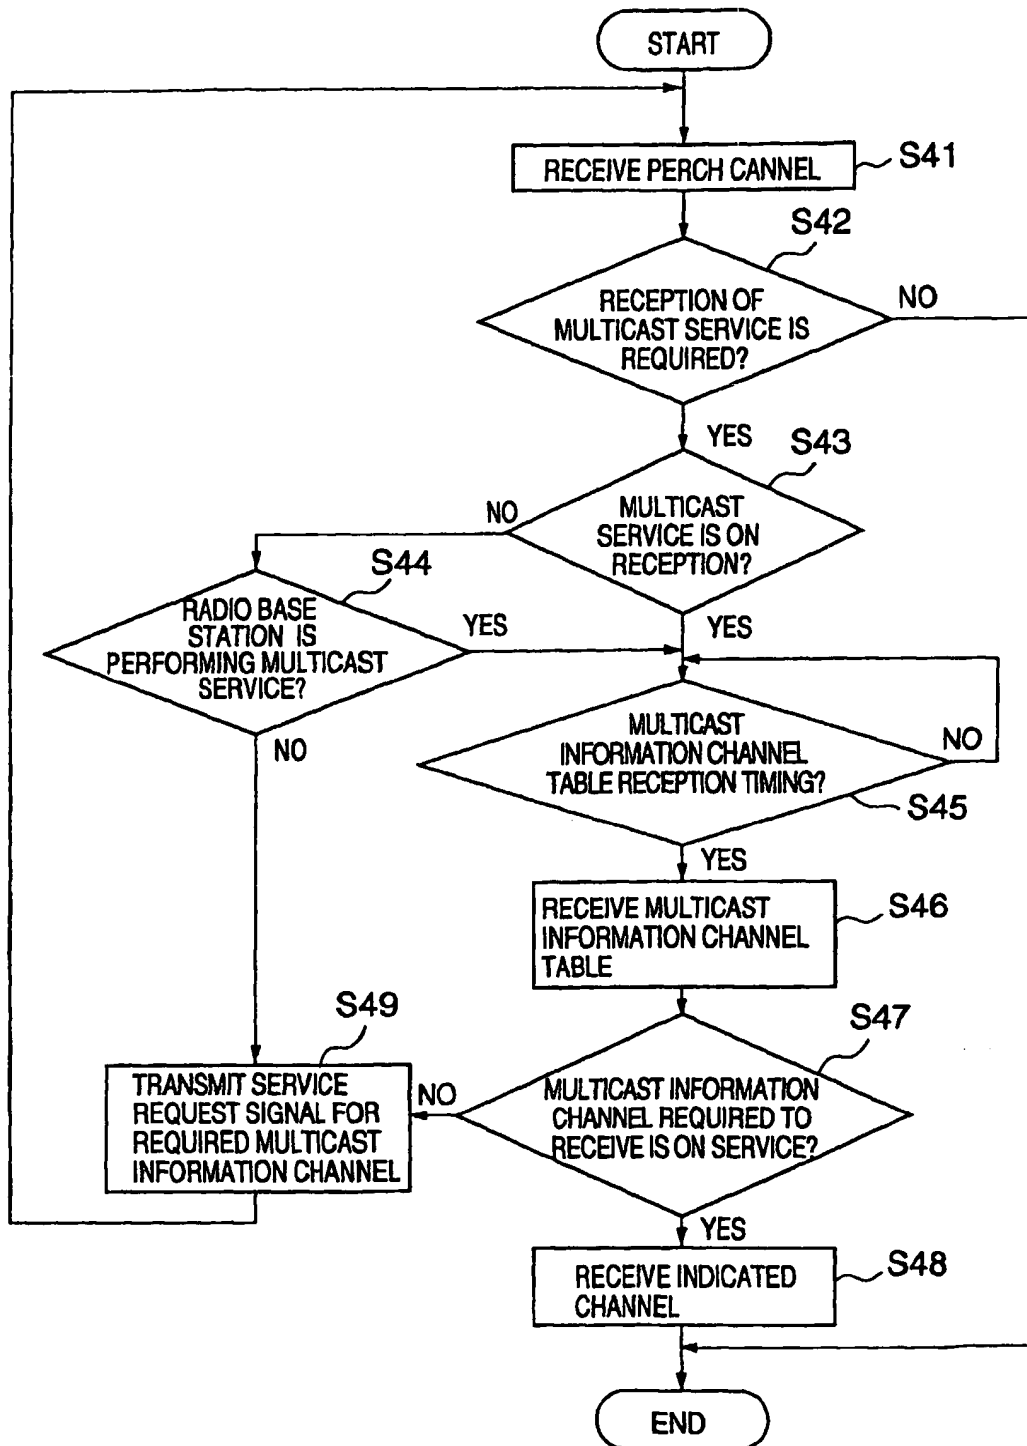 START
RECEIVE PERCH CANNEL
S41
S42
RECEPTION OF
MULTICAST SERVICE IS
REQUIRED?
NO
YES
S43
MULTICAST
SERVICE IS ON
RECEPTION?
NO
YES
S44
RADIO BASE
STATION IS
PERFORMING MULTICAST
SERVICE?
YES
NO
MULTICAST
INFORMATION CHANNEL
TABLE RECEPTION TIMING?
NO
S45
YES
RECEIVE MULTICAST
INFORMATION CHANNEL
TABLE
S46
S47
MULTICAST INFORMATION
CHANNEL REQUIRED TO
RECEIVE IS ON SERVICE?
NO
YES
S49
TRANSMIT SERVICE
REQUEST SIGNAL FOR
REQUIRED MULTICAST
INFORMATION CHANNEL
RECEIVE INDICATED
CHANNEL
S48
END